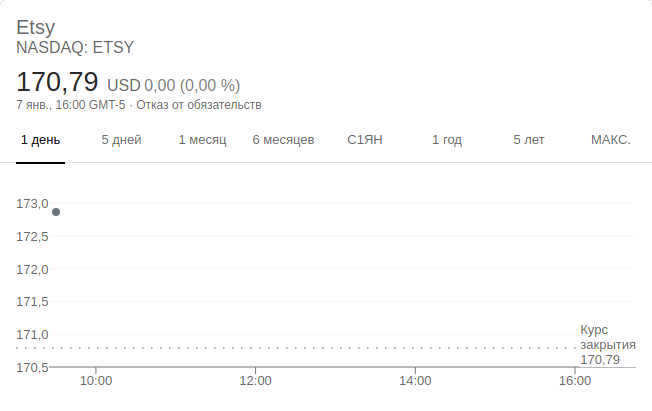 Etsy
NASDAQ: ETSY
170,79 USD 0,00 (0,00 %)
7 янв., 16:00 GMT-5 · Отказ от обязательств
1 день 5 дней 1 месяц 6 месяцев С1ЯН 1 год 5 лет МАКС.
173,0
172,5
172,0
171,5
171,0
170,5
Курс
закрытия
170,79
10:00 12:00 14:00 16:00